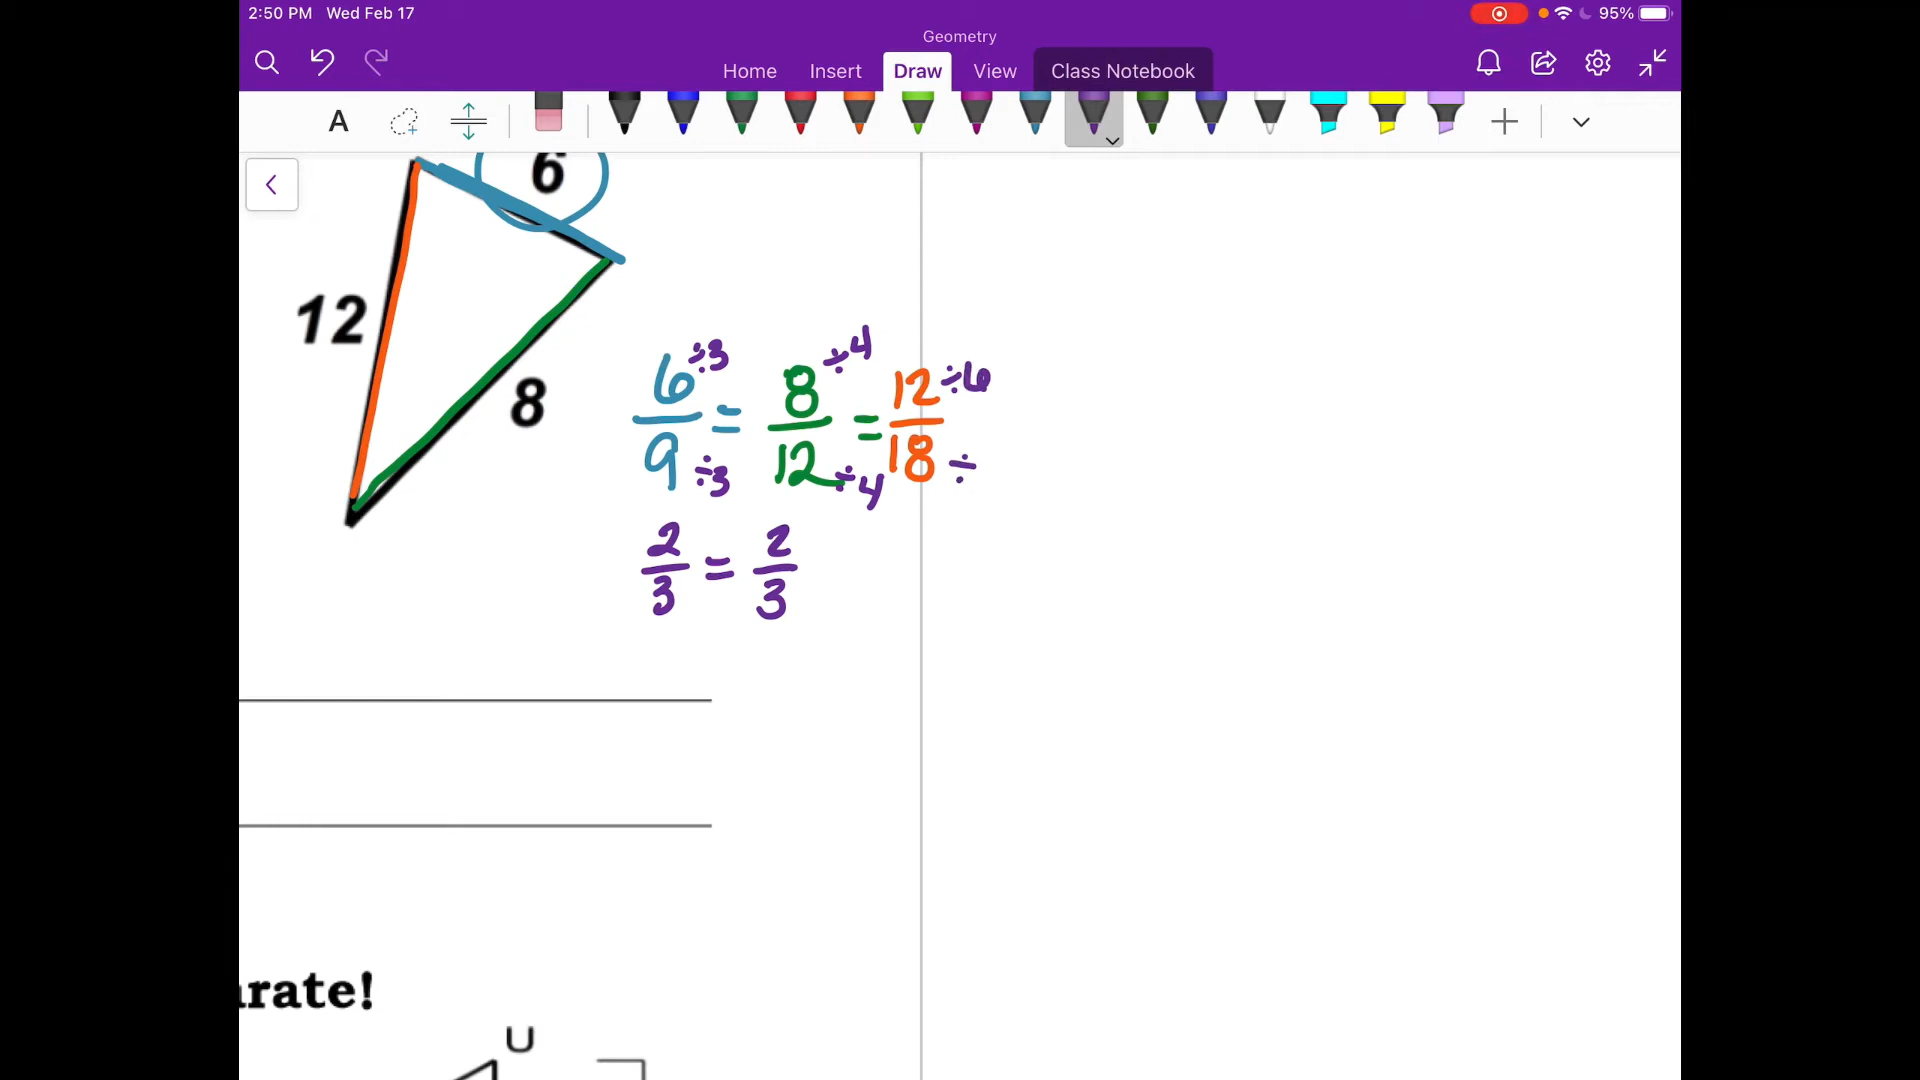 2:50 PM Wed Feb 17
95%
Geometry
Home Insert Draw View Class Notebook
A
6
12
8
6 ÷3 8 ÷4 12 ÷6
= =
9 ÷3 12 ÷4 18 ÷
2 = 2
3 3
rate!
U